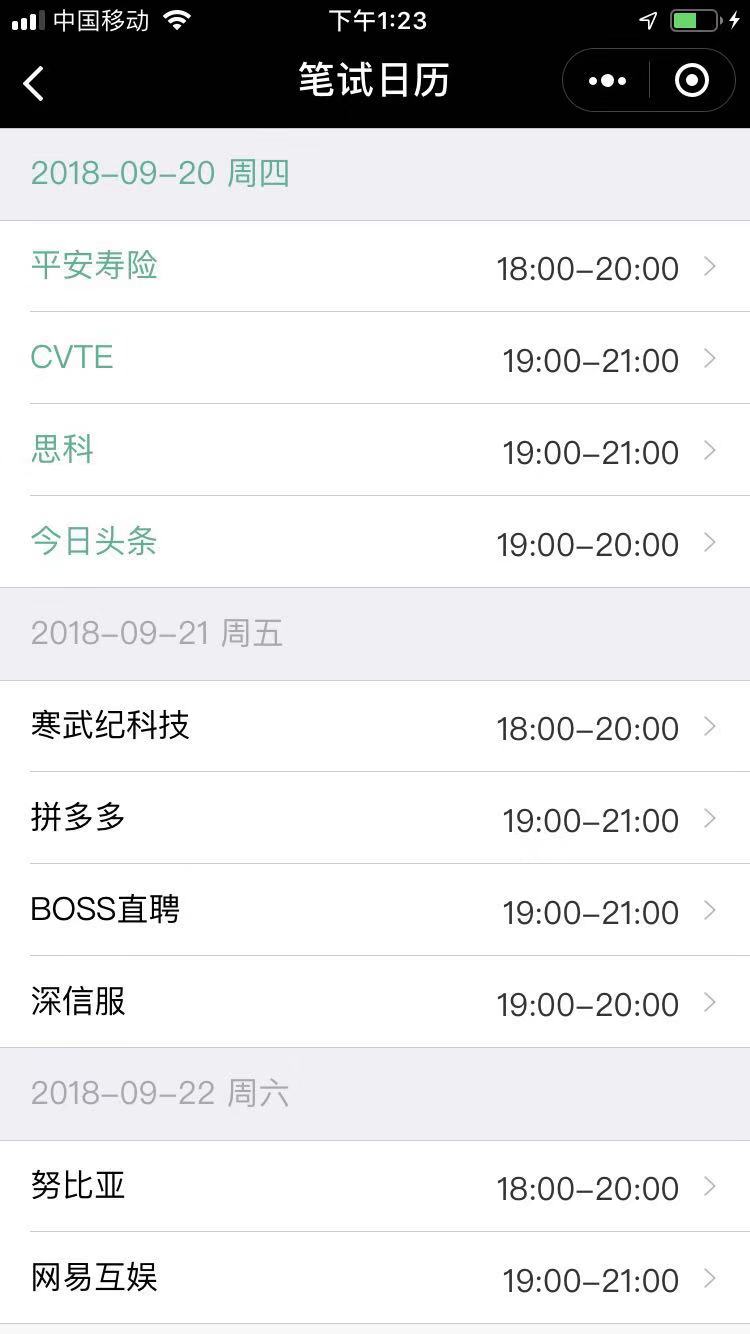 中国移动 下午1:23
笔试日历
2018-09-20 周四
平安寿险 18:00-20:00
CVTE 19:00-21:00
思科 19:00-21:00
今日头条 19:00-20:00
2018-09-21 周五
寒武纪科技 18:00-20:00
拼多多 19:00-21:00
BOSS直聘 19:00-21:00
深信服 19:00-20:00
2018-09-22 周六
努比亚 18:00-20:00
网易互娱 19:00-21:00